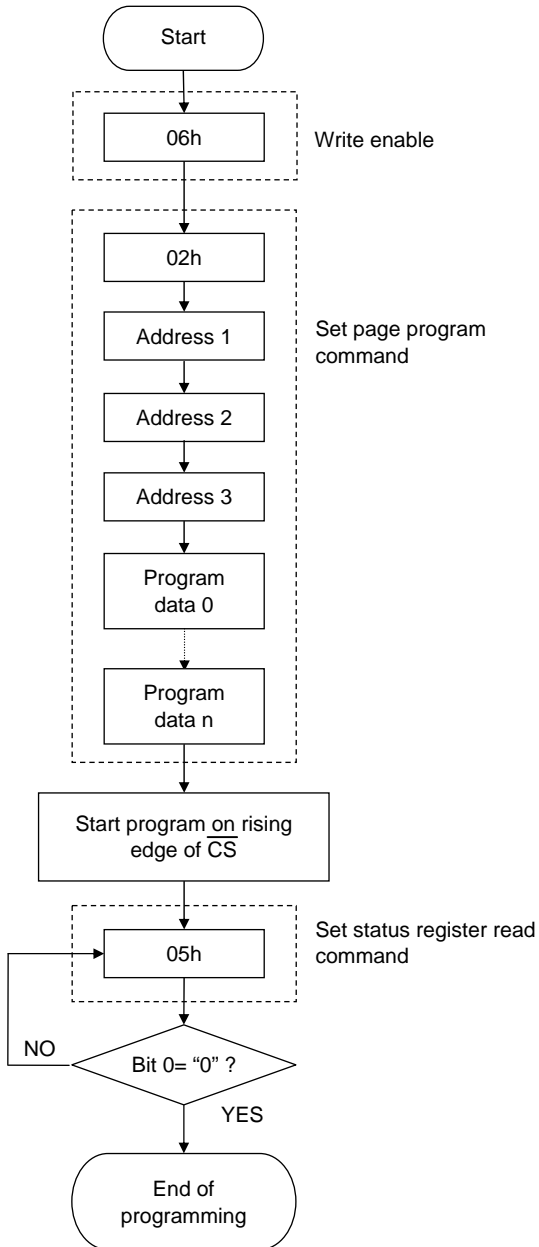 Start
06h
Write enable
02h
Set page program
command
Address 1
Address 2
Address 3
Program
data 0
Program
data n
Start program on rising
edge of C̅S̅
Set status register read
command
05h
NO
Bit 0= “0” ?
YES
End of
programming